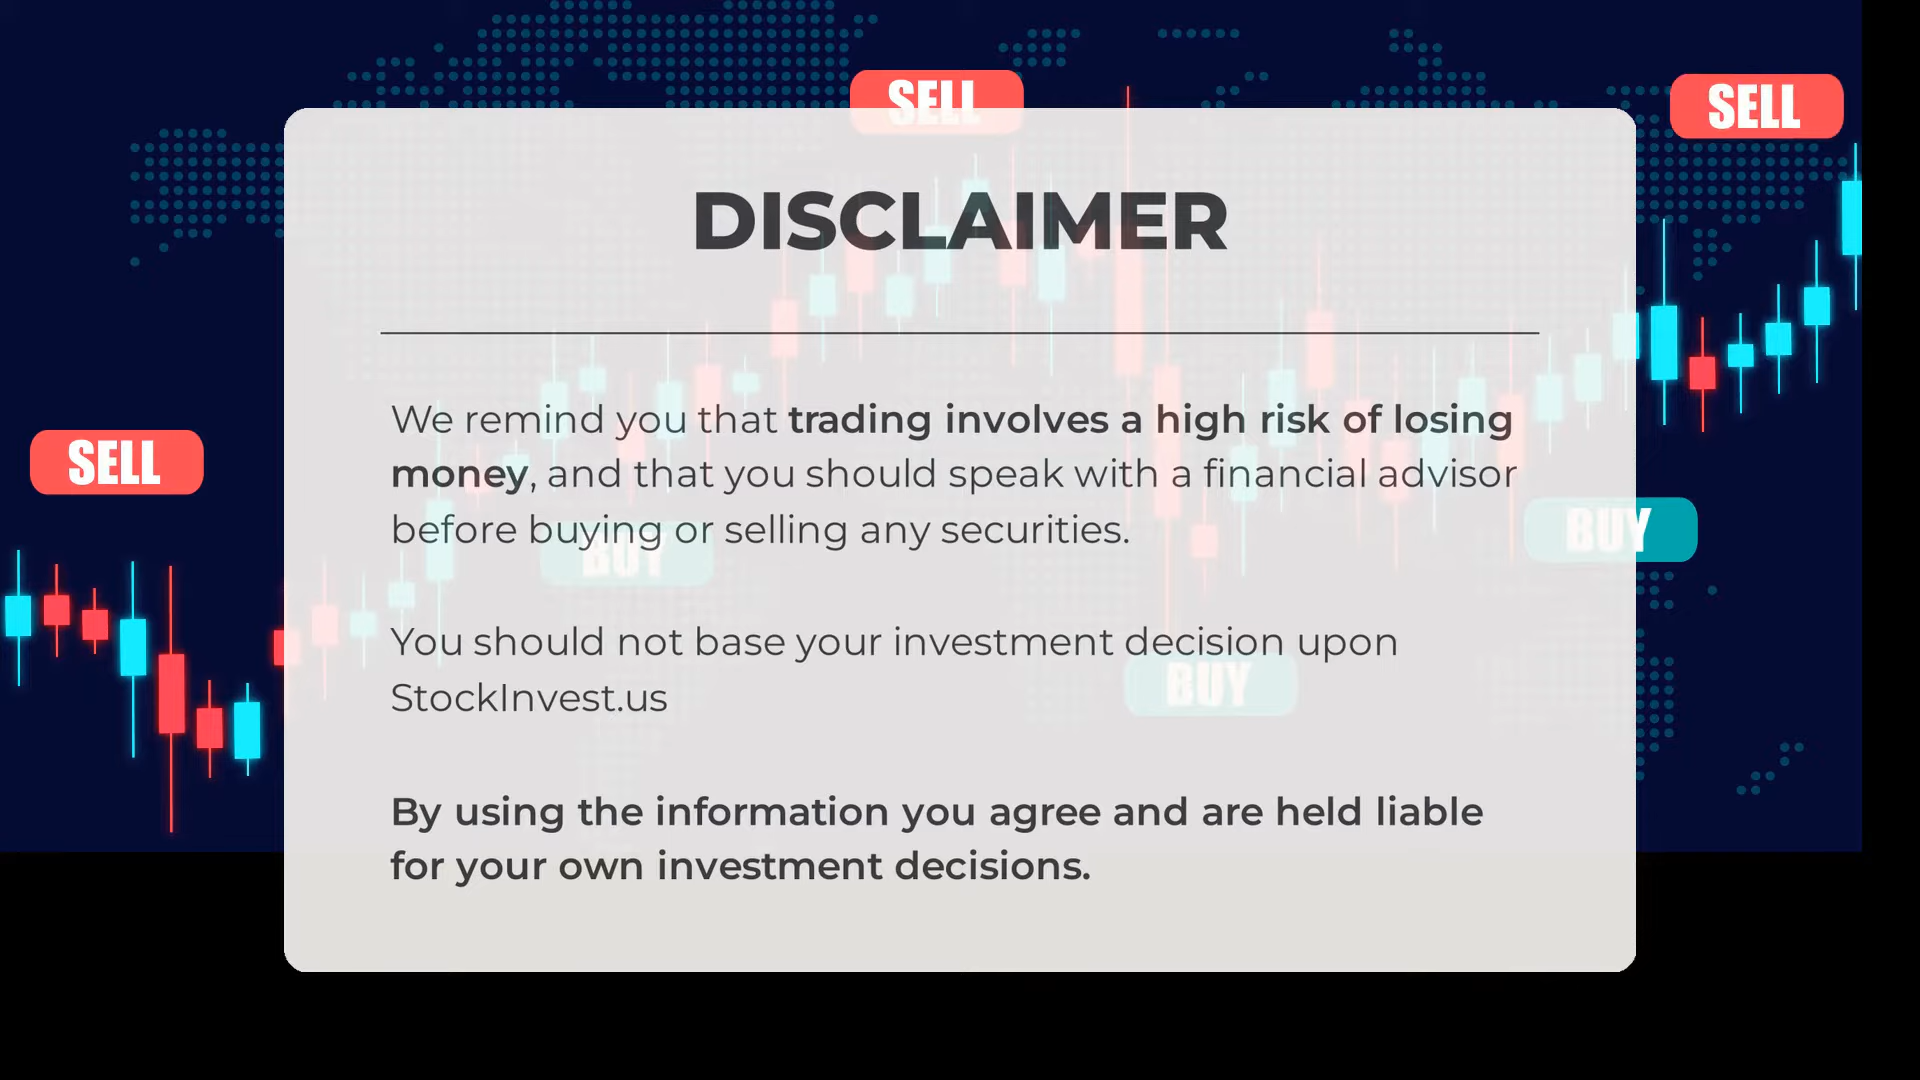 SELL
SELL
DISCLAIMER
We remind you that trading involves a high risk of losing
money, and that you should speak with a financial advisor
before buying or selling any securities.
SELL
BUY
BUY
You should not base your investment decision upon
StockInvest.us
BUY
By using the information you agree and are held liable
for your own investment decisions.